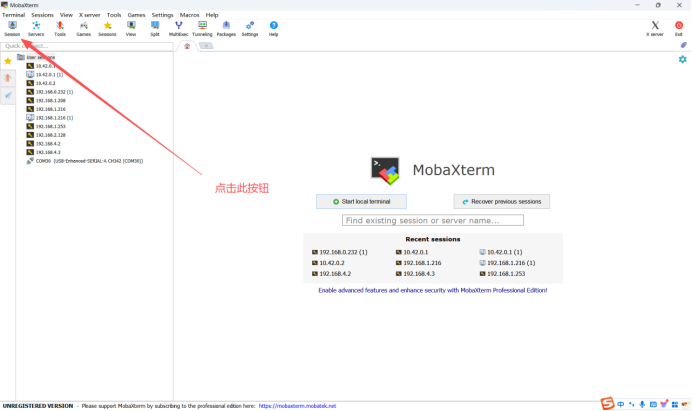 MobaXterm
Terminal Sessions View X server Tools Games Settings Macros Help
Session Servers Tools Games Sessions View Split MultiExec Tunneling Packages Settings Help X server Exit
Quick connect...
User sessions
10.42.0.1
10.42.0.1 (1)
10.42.0.2
192.168.0.232 (1)
192.168.1.208
192.168.1.216
192.168.1.216 (1)
192.168.1.253
192.168.2.128
192.168.4.2
192.168.4.3
COM36 (USB-Enhanced-SERIAL-A CH342 (COM36))
点击此按钮
MobaXterm
Start local terminal Recover previous sessions
Find existing session or server name...
Recent sessions
192.168.0.232 (1) 10.42.0.1 10.42.0.1 (1)
10.42.0.2 192.168.1.216 192.168.1.216 (1)
192.168.4.2 192.168.4.3 192.168.1.253
Enable advanced features and enhance security with MobaXterm Professional Edition!
UNREGISTERED VERSION - Please support MobaXterm by subscribing to the professional edition here: https://mobaxterm.mobatek.net
中